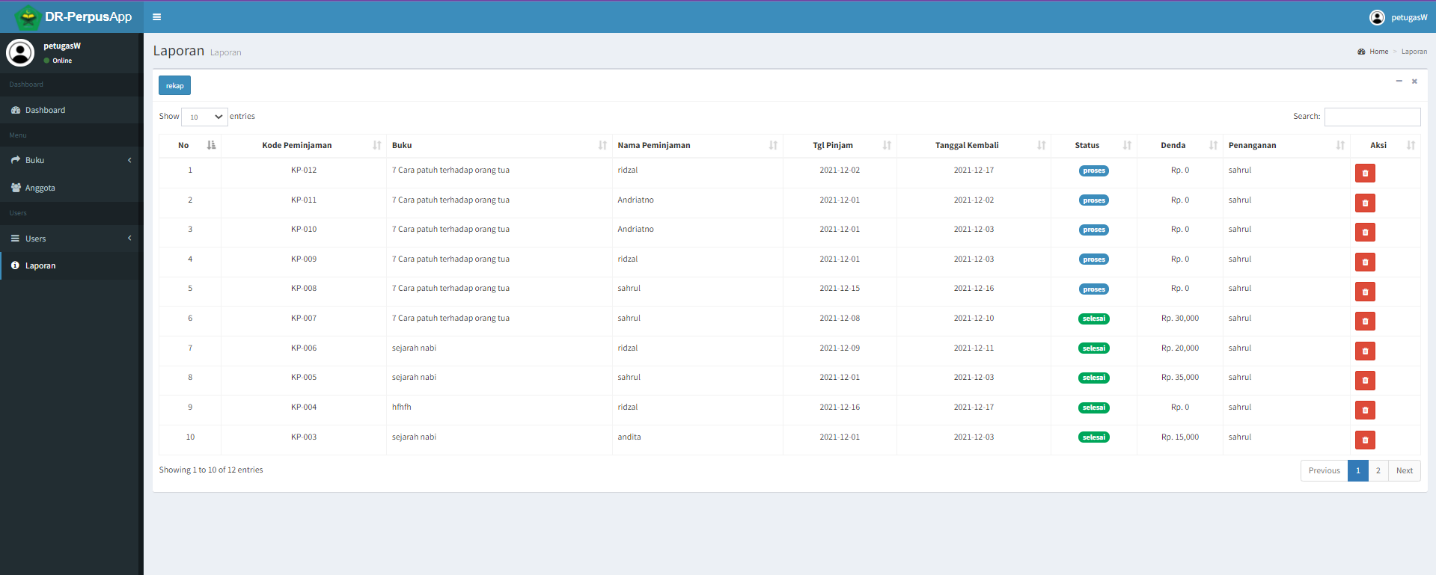 DR-PerpusApp
petugasW
petugasW
Online
Laporan Laporan
Home > Laporan
Dashboard
Dashboard
Menu
Buku
Anggota
Users
Users
Laporan
rekap
Show 10 entries
Search:
No Kode Peminjaman Buku Nama Peminjaman Tgl Pinjam Tanggal Kembali Status Denda Penanganan Aksi
1 KP-012 7 Cara patuh terhadap orang tua ridzal 2021-12-02 2021-12-17 proses Rp. 0 sahrul
2 KP-011 7 Cara patuh terhadap orang tua Andriatno 2021-12-01 2021-12-02 proses Rp. 0 sahrul
3 KP-010 7 Cara patuh terhadap orang tua Andriatno 2021-12-01 2021-12-03 proses Rp. 0 sahrul
4 KP-009 7 Cara patuh terhadap orang tua ridzal 2021-12-01 2021-12-03 proses Rp. 0 sahrul
5 KP-008 7 Cara patuh terhadap orang tua sahrul 2021-12-15 2021-12-16 proses Rp. 0 sahrul
6 KP-007 7 Cara patuh terhadap orang tua sahrul 2021-12-08 2021-12-10 selesai Rp. 30,000 sahrul
7 KP-006 sejarah nabi ridzal 2021-12-09 2021-12-11 selesai Rp. 20,000 sahrul
8 KP-005 sejarah nabi sahrul 2021-12-01 2021-12-03 selesai Rp. 35,000 sahrul
9 KP-004 hfhfh ridzal 2021-12-16 2021-12-17 selesai Rp. 0 sahrul
10 KP-003 sejarah nabi andita 2021-12-01 2021-12-03 selesai Rp. 15,000 sahrul
Showing 1 to 10 of 12 entries
Previous 1 2 Next